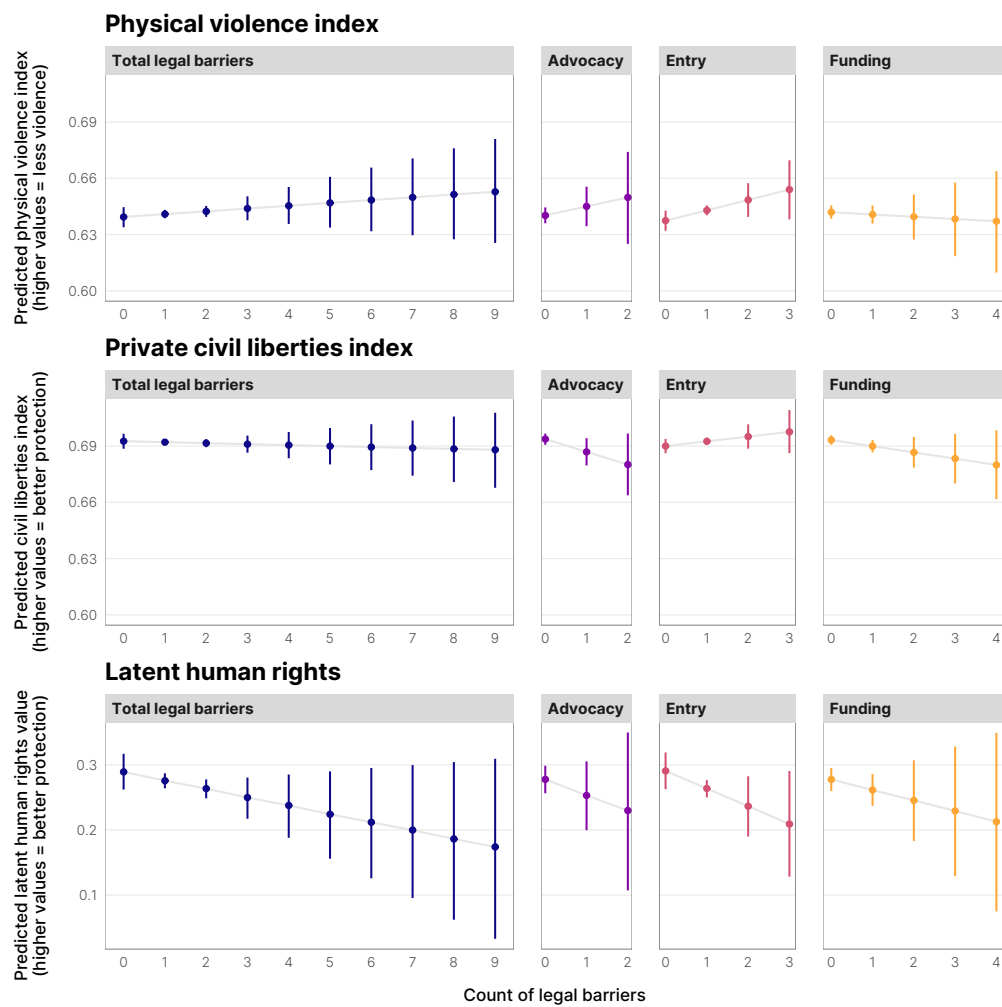 Physical violence index
Predicted physical violence index
(higher values = less violence)
Total legal barriers
Advocacy
Entry
Funding
0.69
0.66
0.63
0.60
0 1 2 3 4 5 6 7 8 9
0 1 2
0 1 2 3
0 1 2 3 4
Private civil liberties index
Predicted civil liberties index
(higher values = better protection)
Total legal barriers
Advocacy
Entry
Funding
0.69
0.66
0.63
0.60
0 1 2 3 4 5 6 7 8 9
0 1 2
0 1 2 3
0 1 2 3 4
Latent human rights
Predicted latent human rights value
(higher values = better protection)
Total legal barriers
Advocacy
Entry
Funding
0.3
0.2
0.1
0 1 2 3 4 5 6 7 8 9
0 1 2
0 1 2 3
0 1 2 3 4
Count of legal barriers